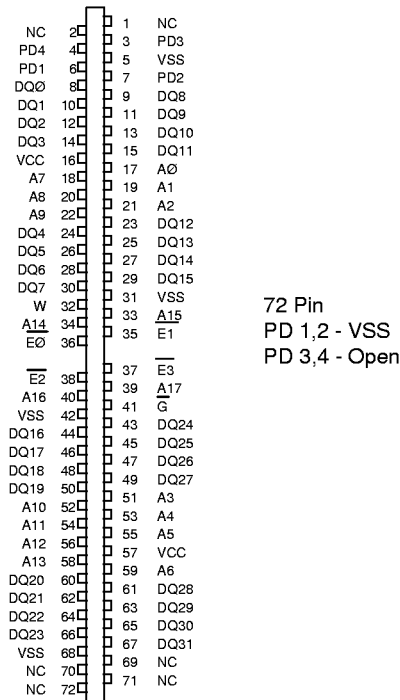 1 NC
NC 2
3 PD3
PD4 4
5 VSS
PD1 6
7 PD2
DQØ 8
9 DQ8
DQ1 10
11 DQ9
DQ2 12
13 DQ10
DQ3 14
15 DQ11
VCC 16
17 AØ
A7 18
19 A1
A8 20
21 A2
A9 22
23 DQ12
DQ4 24
25 DQ13
DQ5 26
27 DQ14
DQ6 28
29 DQ15
DQ7 30
31 VSS
W 32
33 A15
A14 34
35 E1
EØ 36
37 E3
E2 38
39 A17
A16 40
41 G
VSS 42
43 DQ24
DQ16 44
45 DQ25
DQ17 46
47 DQ26
DQ18 48
49 DQ27
DQ19 50
51 A3
A10 52
53 A4
A11 54
55 A5
A12 56
57 VCC
A13 58
59 A6
DQ20 60
61 DQ28
DQ21 62
63 DQ29
DQ22 64
65 DQ30
DQ23 66
67 DQ31
VSS 68
69 NC
NC 70
71 NC
NC 72
72 Pin
PD 1,2 - VSS
PD 3,4 - Open